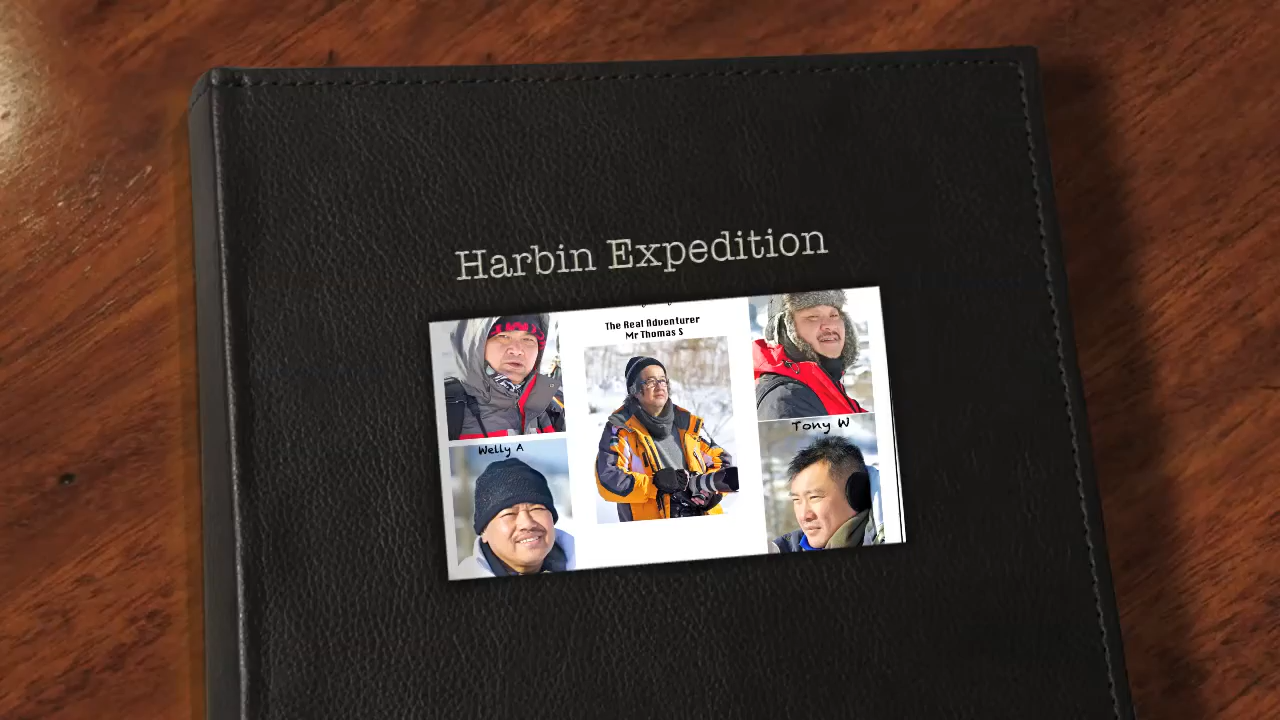 Harbin Expedition
The Real Adventurer
Mr Thomas S
Welly A
Tony W